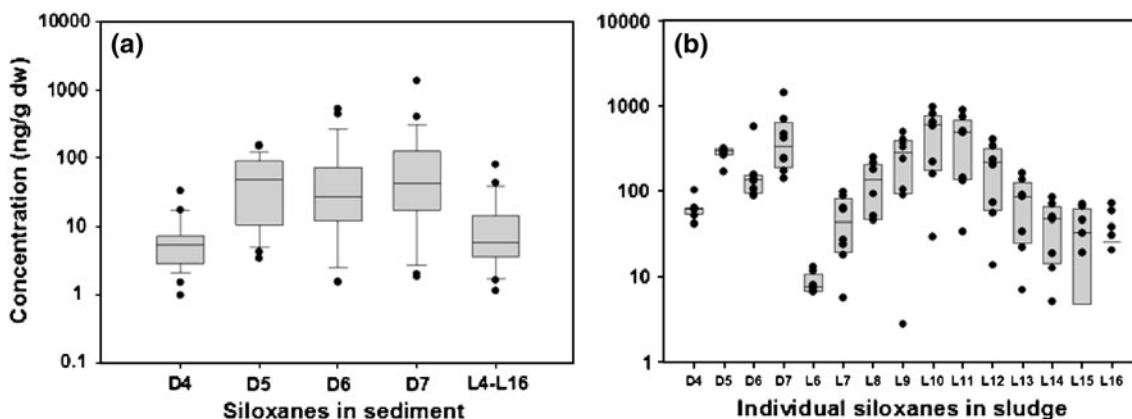 (a)
Concentration (ng/g dw)
10000
1000
100
10
1
0.1
D4 D5 D6 D7 L4-L16
Siloxanes in sediment
(b)
10000
1000
100
10
1
D4 D5 D6 D7 L6 L7 L8 L9 L10 L11 L12 L13 L14 L15 L16
Individual siloxanes in sludge